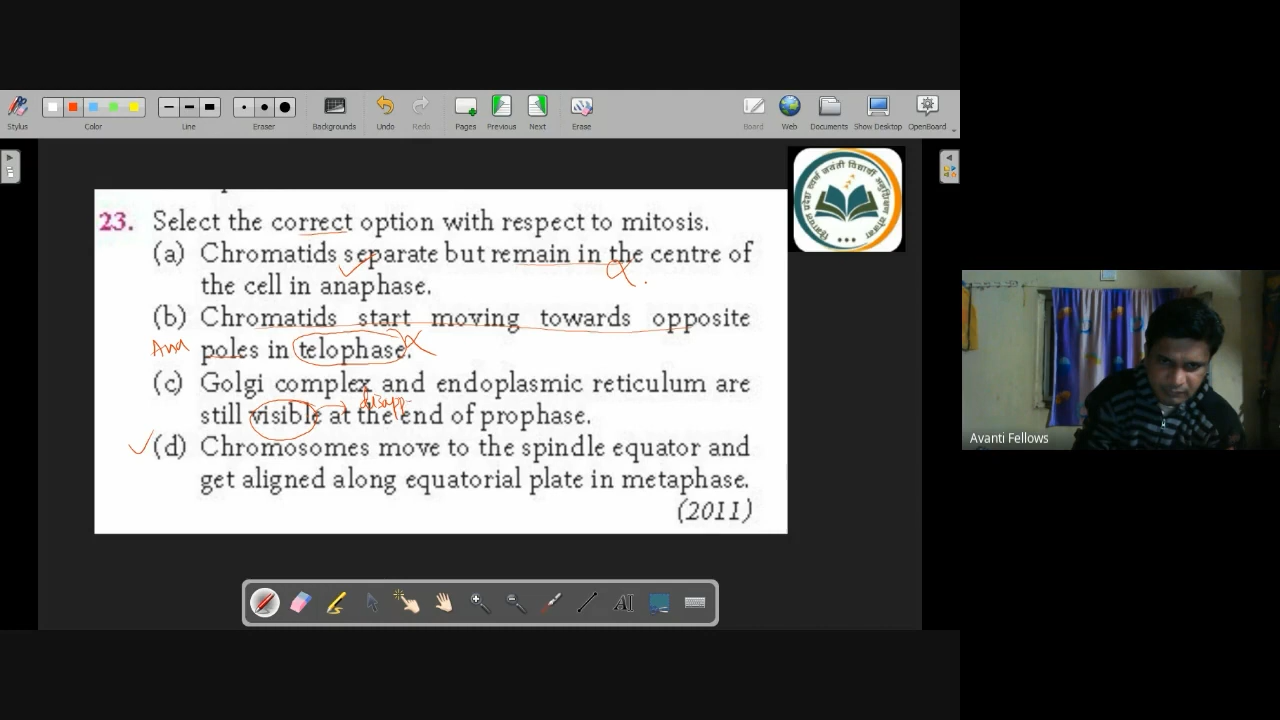 Stylus
Color
Line
Eraser
Backgrounds
Undo
Redo
Pages
Previous
Next
Erase
Board
Web
Documents
Show Desktop
OpenBoard
23. Select the correct option with respect to mitosis.
(a) Chromatids separate but remain in the centre of
the cell in anaphase.
(b) Chromatids start moving towards opposite
Ana poles in telophase.
(c) Golgi complex and endoplasmic reticulum are
disapp
still visible at the end of prophase.
(d) Chromosomes move to the spindle equator and
get aligned along equatorial plate in metaphase.
(2011)
Avanti Fellows